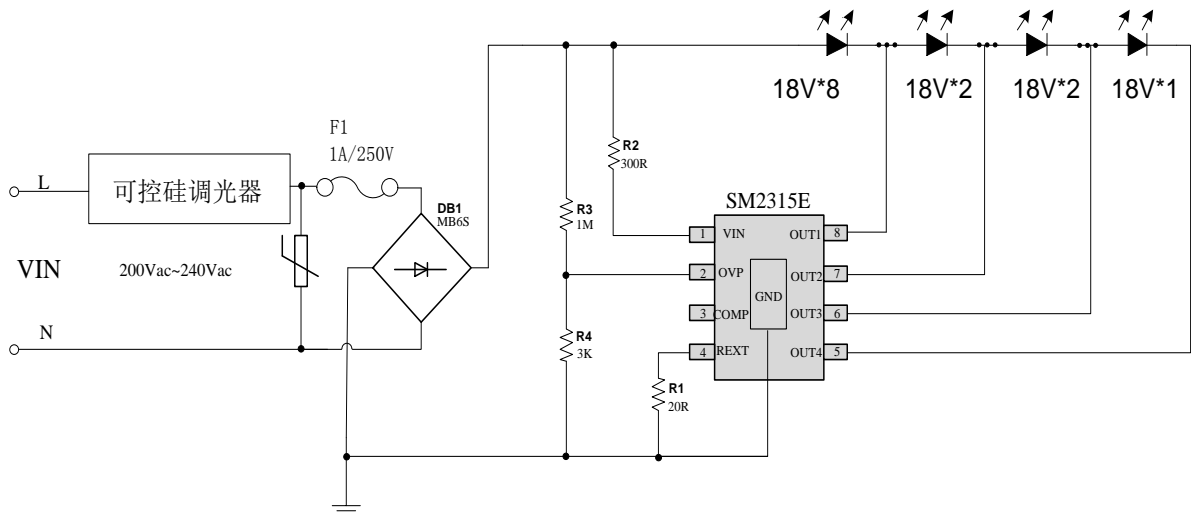 18V*8
18V*2
18V*2
18V*1
F1
1A/250V
R2
300R
L
可控硅调光器
DB1
MB6S
R3
1M
SM2315E
1
VIN
OUT1
8
VIN
200Vac~240Vac
2
OVP
OUT2
7
GND
3
COMP
OUT3
6
N
R4
3K
4
REXT
OUT4
5
R1
20R